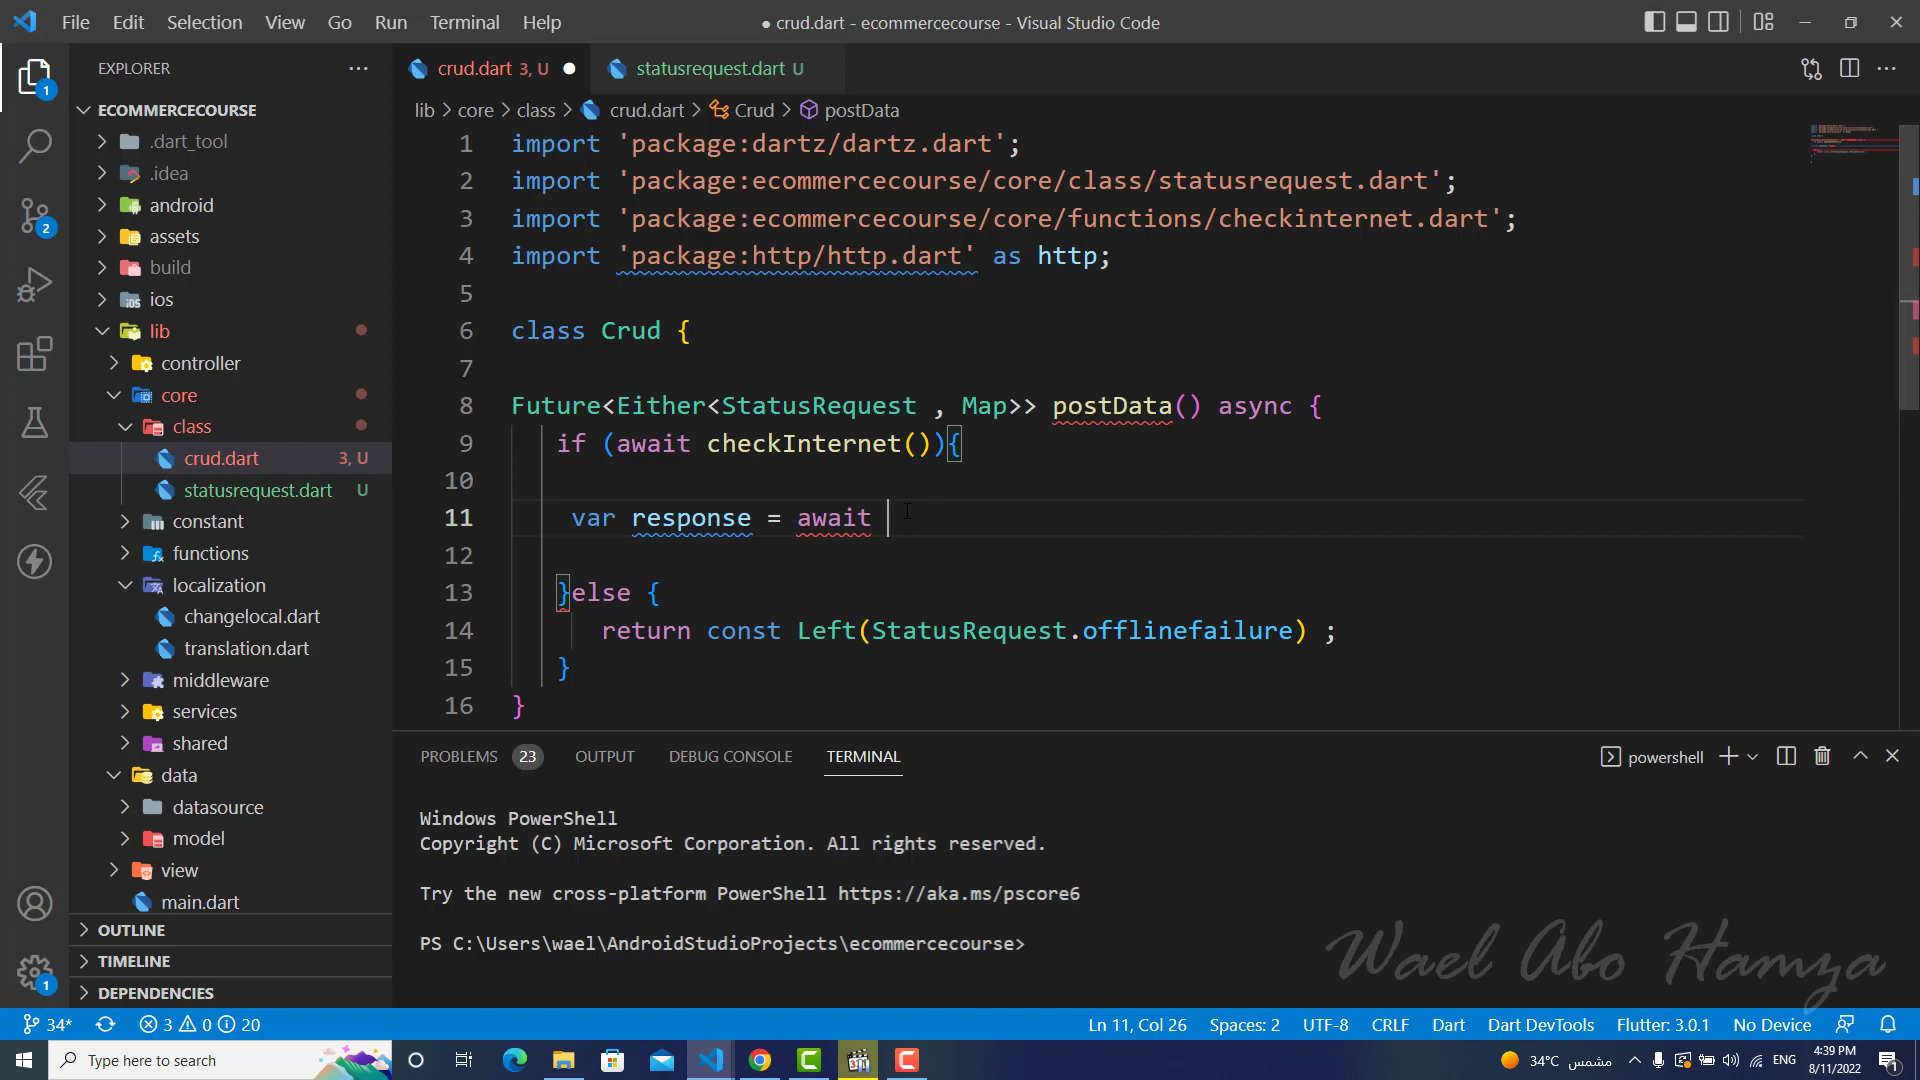 File Edit Selection View Go Run Terminal Help
● crud.dart - ecommercecourse - Visual Studio Code
EXPLORER
crud.dart 3, U
statusrequest.dart U
lib > core > class > crud.dart > Crud > postData
ECOMMERCECOURSE
.dart_tool
.idea
android
assets
build
ios
lib
controller
core
class
crud.dart 3, U
statusrequest.dart U
constant
functions
localization
changelocal.dart
translation.dart
middleware
services
shared
data
datasource
model
view
main.dart
OUTLINE
TIMELINE
DEPENDENCIES
1
2
1
1 import 'package:dartz/dartz.dart';
2 import 'package:ecommercecourse/core/class/statusrequest.dart';
3 import 'package:ecommercecourse/core/functions/checkinternet.dart';
4 import 'package:http/http.dart' as http;
5
6 class Crud {
7
8 Future<Either<StatusRequest , Map>> postData() async {
9 if (await checkInternet()){
10
11 var response = await
12
13 }else {
14 return const Left(StatusRequest.offlinefailure) ;
15 }
16 }
PROBLEMS 23 OUTPUT DEBUG CONSOLE TERMINAL
powershell
Windows PowerShell
Copyright (C) Microsoft Corporation. All rights reserved.
Try the new cross-platform PowerShell https://aka.ms/pscore6
PS C:\Users\wael\AndroidStudioProjects\ecommercecourse>
Wael Abo Hamza
34* 3 0 20
Ln 11, Col 26 Spaces: 2 UTF-8 CRLF Dart Dart DevTools Flutter: 3.0.1 No Device
Type here to search
34°C مشمس
ENG
4:39 PM
8/11/2022
1